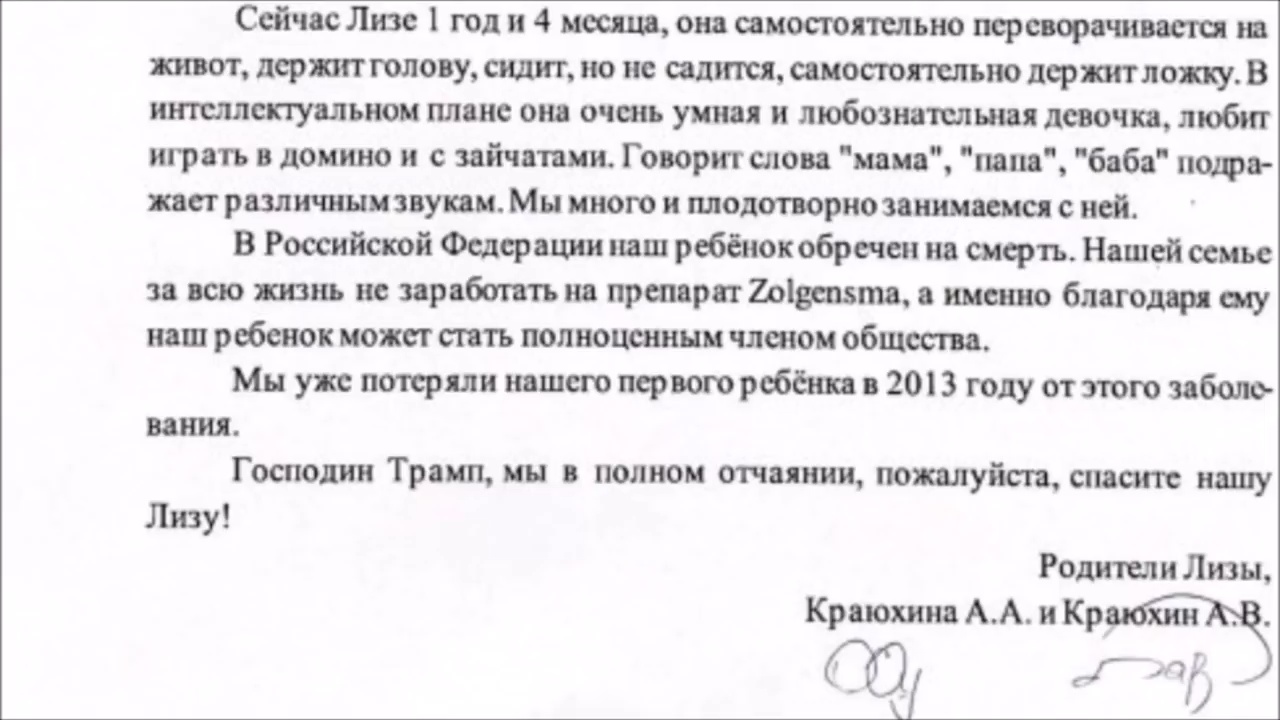 Сейчас Лизе 1 год и 4 месяца, она самостоятельно переворачивается на
живот, держит голову, сидит, но не садится, самостоятельно держит ложку. В
интеллектуальном плане она очень умная и любознательная девочка, любит
играть в домино и с зайчатами. Говорит слова "мама", "папа", "баба" подра-
жает различным звукам. Мы много и плодотворно занимаемся с ней.
В Российской Федерации наш ребёнок обречен на смерть. Нашей семье
за всю жизнь не заработать на препарат Zolgensma, а именно благодаря ему
наш ребенок может стать полноценным членом общества.
Мы уже потеряли нашего первого ребёнка в 2013 году от этого заболе-
вания.
Господин Трамп, мы в полном отчаянии, пожалуйста, спасите нашу
Лизу!
Родители Лизы,
Краюхина А.А. и Краюхин А.В.